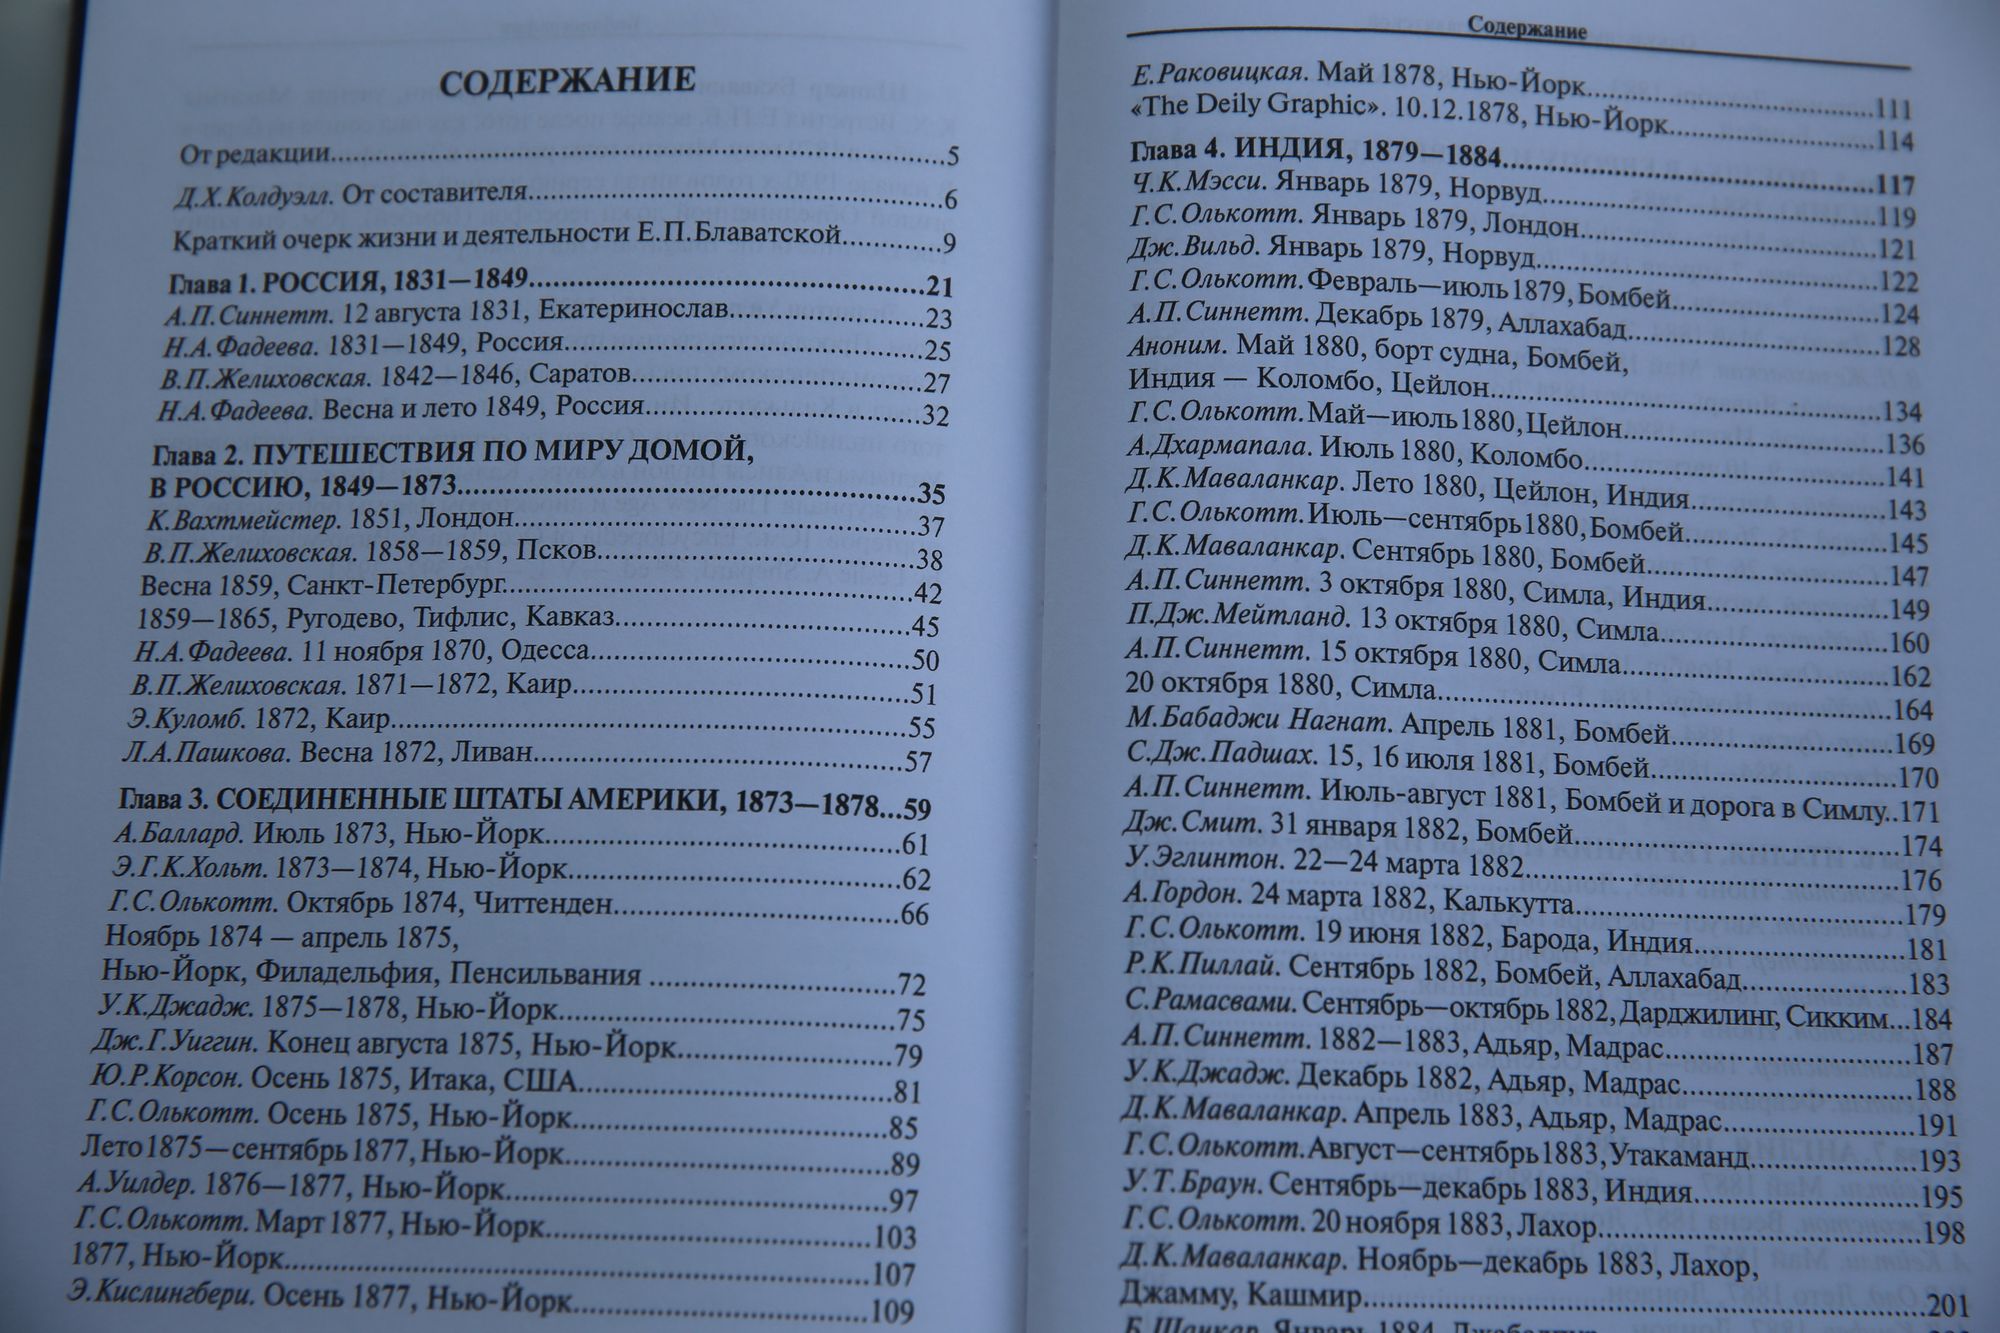 СОДЕРЖАНИЕ
От редакции...5
Д.Х.Колдуэлл. От составителя...6
Краткий очерк жизни и деятельности Е.П.Блаватской...9
Глава 1. РОССИЯ, 1831—1849...21
А.П.Синнетт. 12 августа 1831, Екатеринослав...23
Н.А.Фадеева. 1831—1849, Россия...25
В.П.Желиховская. 1842—1846, Саратов...27
Н.А.Фадеева. Весна и лето 1849, Россия...32
Глава 2. ПУТЕШЕСТВИЯ ПО МИРУ ДОМОЙ,
В РОССИЮ, 1849—1873...35
К.Вахтмейстер. 1851, Лондон...37
В.П.Желиховская. 1858—1859, Псков...38
Весна 1859, Санкт-Петербург...42
1859—1865, Ругодево, Тифлис, Кавказ...45
Н.А.Фадеева. 11 ноября 1870, Одесса...50
В.П.Желиховская. 1871—1872, Каир...51
Э.Куломб. 1872, Каир...55
Л.А.Пашкова. Весна 1872, Ливан...57
Глава 3. СОЕДИНЕННЫЕ ШТАТЫ АМЕРИКИ, 1873—1878...59
А.Баллард. Июль 1873, Нью-Йорк...61
Э.Г.К.Хольт. 1873—1874, Нью-Йорк...62
Г.С.Олькотт. Октябрь 1874, Читтенден...66
Ноябрь 1874 — апрель 1875,
Нью-Йорк, Филадельфия, Пенсильвания ...72
У.К.Джадж. 1875—1878, Нью-Йорк...75
Дж.Г.Уиггин. Конец августа 1875, Нью-Йорк...79
Ю.Р.Корсон. Осень 1875, Итака, США...81
Г.С.Олькотт. Осень 1875, Нью-Йорк...85
Лето 1875—сентябрь 1877, Нью-Йорк...89
А.Уилдер. 1876—1877, Нью-Йорк...97
Г.С.Олькотт. Март 1877, Нью-Йорк...103
1877, Нью-Йорк...107
Э.Кислингбери. Осень 1877, Нью-Йорк...109
Содержание
Е.Раковицкая. Май 1878, Нью-Йорк...111
«The Deily Graphic». 10.12.1878, Нью-Йорк...114
Глава 4. ИНДИЯ, 1879—1884...117
Ч.К.Мэсси. Январь 1879, Норвуд...119
Г.С.Олькотт. Январь 1879, Лондон...121
Дж.Вильд. Январь 1879, Норвуд...122
Г.С.Олькотт. Февраль—июль 1879, Бомбей...124
А.П.Синнетт. Декабрь 1879, Аллахабад...128
Аноним. Май 1880, борт судна, Бомбей,
Индия — Коломбо, Цейлон...134
Г.С.Олькотт. Май—июль 1880, Цейлон...136
А.Дхармапала. Июль 1880, Коломбо...141
Д.К.Маваланкар. Лето 1880, Цейлон, Индия...143
Г.С.Олькотт. Июль—сентябрь 1880, Бомбей...145
Д.К.Маваланкар. Сентябрь 1880, Бомбей...147
А.П.Синнетт. 3 октября 1880, Симла, Индия...149
П.Дж.Мейтланд. 13 октября 1880, Симла...160
А.П.Синнетт. 15 октября 1880, Симла...162
20 октября 1880, Симла...164
М.Бабаджи Нагнат. Апрель 1881, Бомбей...169
С.Дж.Падшах. 15, 16 июля 1881, Бомбей...170
А.П.Синнетт. Июль-август 1881, Бомбей и дорога в Симлу..171
Дж.Смит. 31 января 1882, Бомбей...174
У.Эглинтон. 22—24 марта 1882...176
А.Гордон. 24 марта 1882, Калькутта...179
Г.С.Олькотт. 19 июня 1882, Барода, Индия...181
Р.К.Пиллай. Сентябрь 1882, Бомбей, Аллахабад...183
С.Рамасвами. Сентябрь—октябрь 1882, Дарджилинг, Сикким...184
А.П.Синнетт. 1882—1883, Адьяр, Мадрас...187
У.К.Джадж. Декабрь 1882, Адьяр, Мадрас...188
Д.К.Маваланкар. Апрель 1883, Адьяр, Мадрас...191
Г.С.Олькотт. Август—сентябрь 1883, Утакаманд...193
У.Т.Браун. Сентябрь—декабрь 1883, Индия...195
Г.С.Олькотт. 20 ноября 1883, Лахор...198
Д.К.Маваланкар. Ноябрь—декабрь 1883, Лахор,
Джамму, Кашмир...201
Б.Шанкар. Январь 1884,